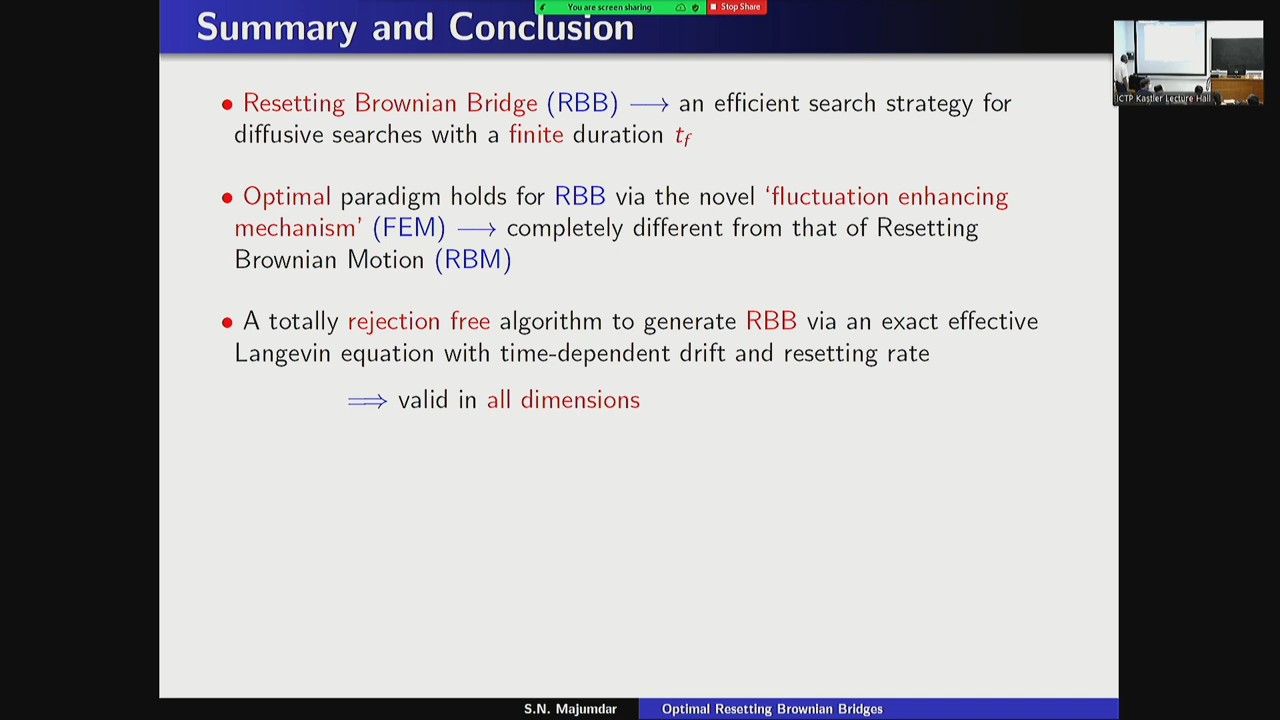 You are screen sharing
Stop Share
Summary and Conclusion
ICTP Kastler Lecture Hall
• Resetting Brownian Bridge (RBB) ⟶ an efficient search strategy for
diffusive searches with a finite duration t_f
• Optimal paradigm holds for RBB via the novel ‘fluctuation enhancing
mechanism’ (FEM) ⟶ completely different from that of Resetting
Brownian Motion (RBM)
• A totally rejection free algorithm to generate RBB via an exact effective
Langevin equation with time-dependent drift and resetting rate
⟹ valid in all dimensions
S.N. Majumdar
Optimal Resetting Brownian Bridges